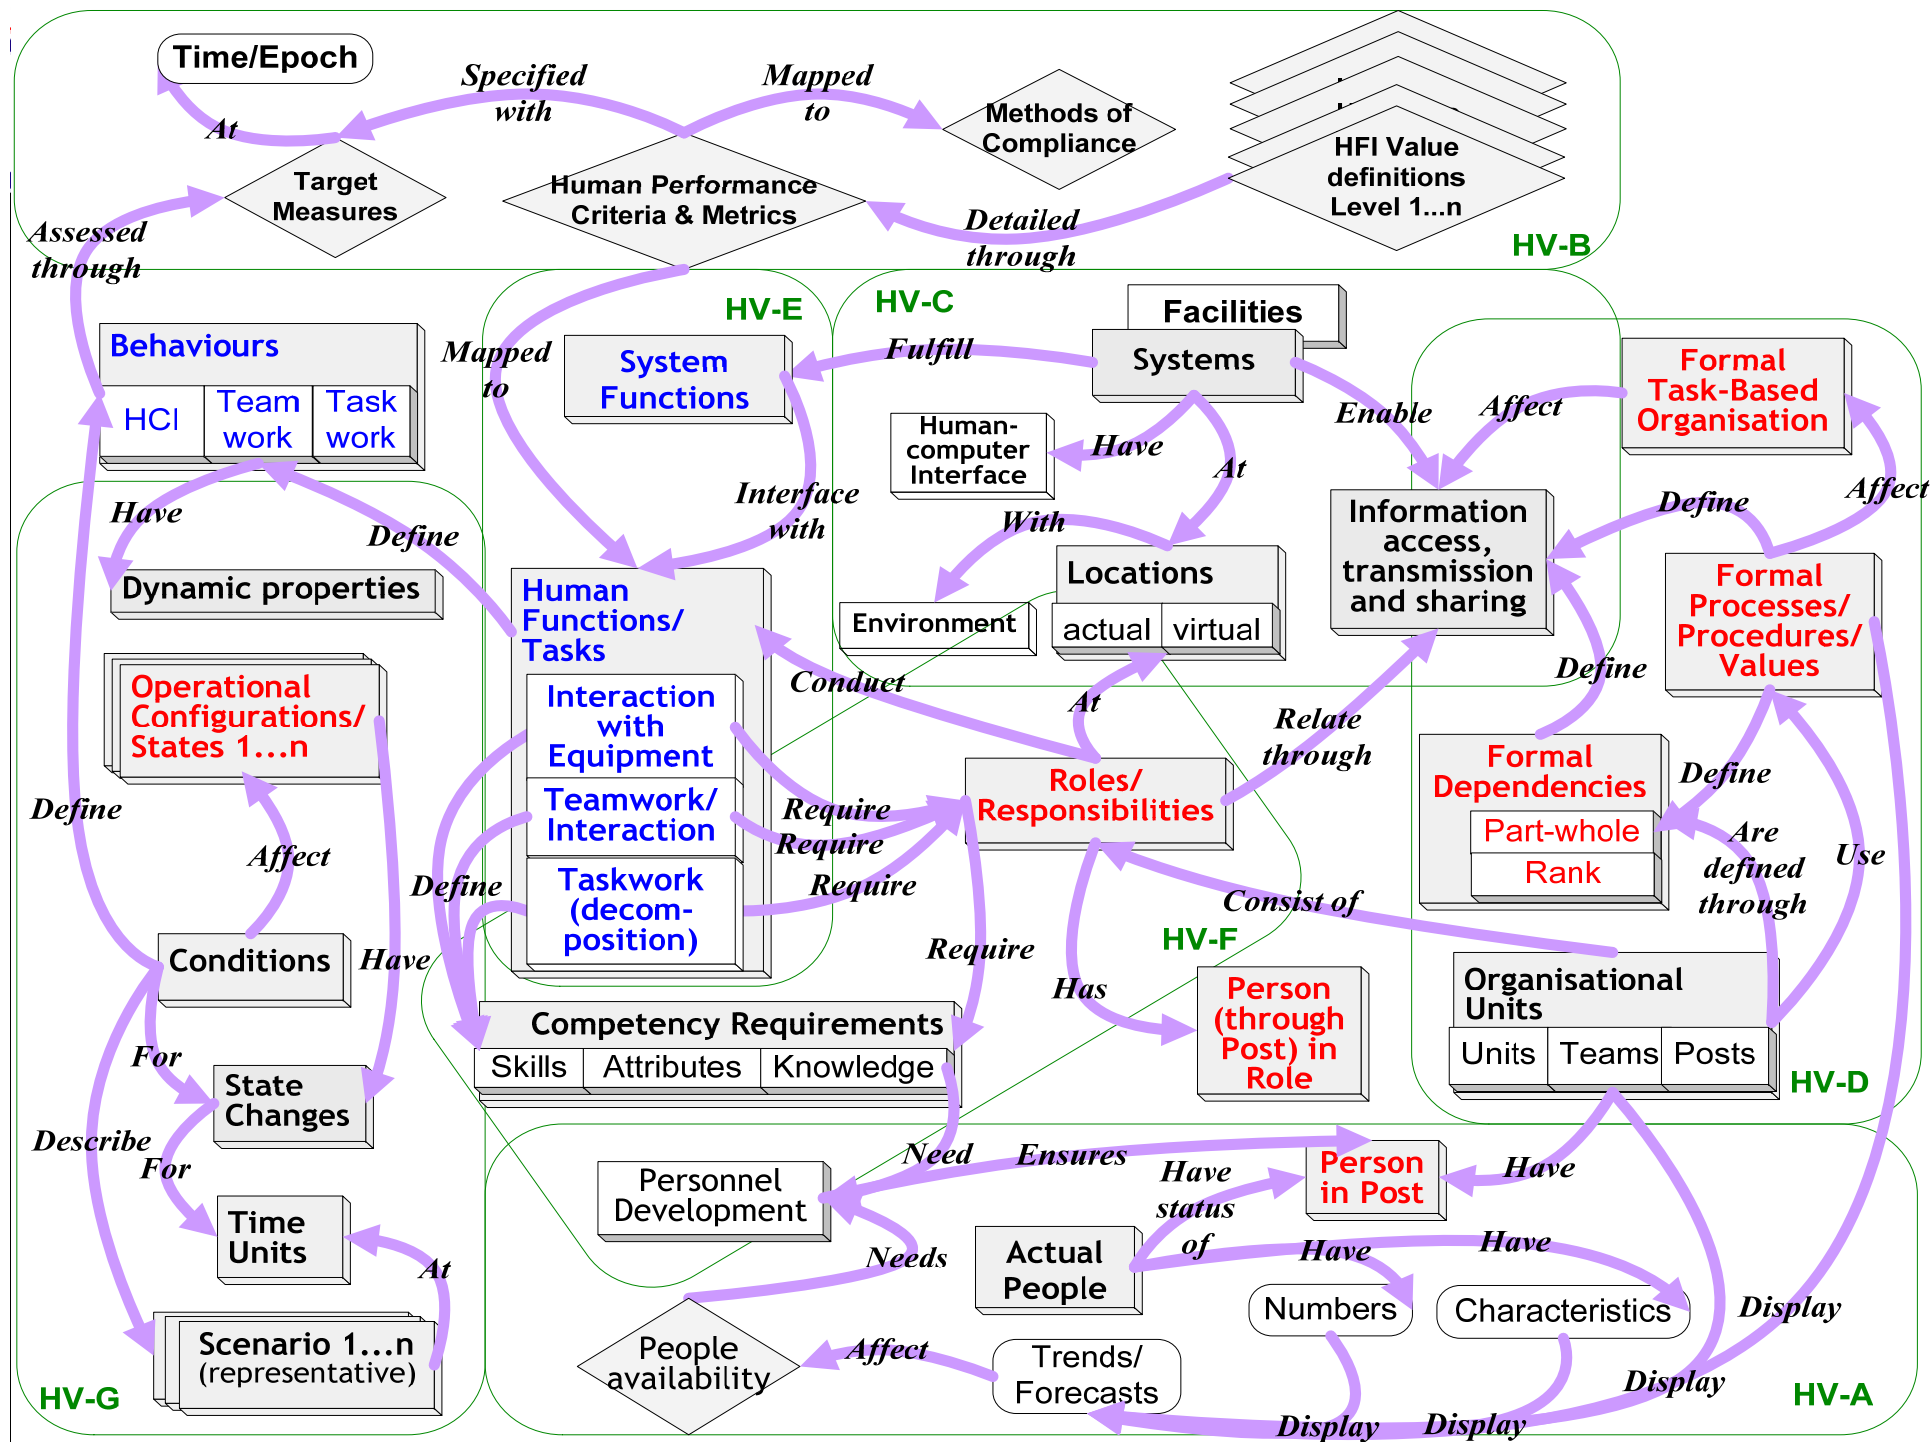 Time/Epoch
Specified
with
Mapped
to
At
Methods of
Compliance
HFI Value
definitions
Level 1...n
Target
Measures
Human Performance
Criteria & Metrics
Assessed
through
Detailed
through
HV-B
HV-E
HV-C
Facilities
Systems
Behaviours
HCI
Team
work
Task
work
Mapped
to
System
Functions
Fulfill
Enable
Affect
Formal
Task-Based
Organisation
Human-
computer
Interface
Have
At
Have
Define
Interface
with
With
Define
Affect
Information
access,
transmission
and sharing
Dynamic properties
Human
Functions/
Tasks
Locations
actual
virtual
Environment
Formal
Processes/
Procedures/
Values
Operational
Configurations/
States 1...n
Interaction
with
Equipment
Teamwork/
Interaction
Taskwork
(decom-
position)
Conduct
At
Relate
through
Define
Roles/
Responsibilities
Formal
Dependencies
Part-whole
Rank
Define
Define
Affect
Define
Require
Require
Require
Are
defined
through
Use
Consist of
HV-F
Conditions
Have
Require
Has
Person
(through
Post) in
Role
Organisational
Units
Units
Teams
Posts
HV-D
Competency Requirements
Skills
Attributes
Knowledge
For
State
Changes
Describe
For
Time
Units
At
Scenario 1...n
(representative)
HV-G
Personnel
Development
Need
Ensures
Have
status
of
Person
in Post
Have
Actual
People
Needs
Have
Have
Numbers
Characteristics
Display
People
availability
Affect
Trends/
Forecasts
Display
Display
Display
HV-A